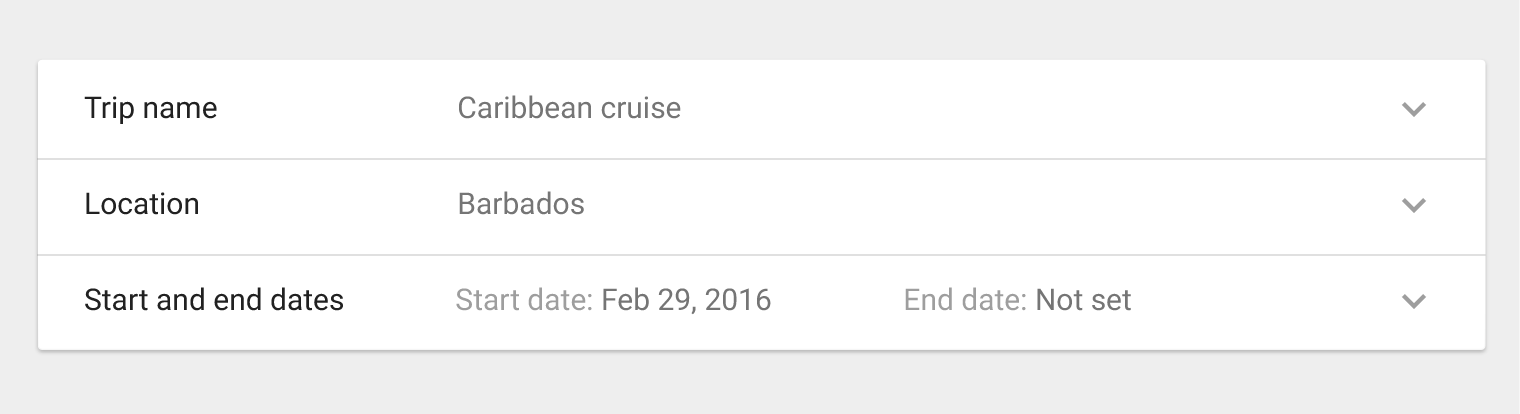 Trip name Caribbean cruise
Location Barbados
Start and end dates Start date: Feb 29, 2016 End date: Not set